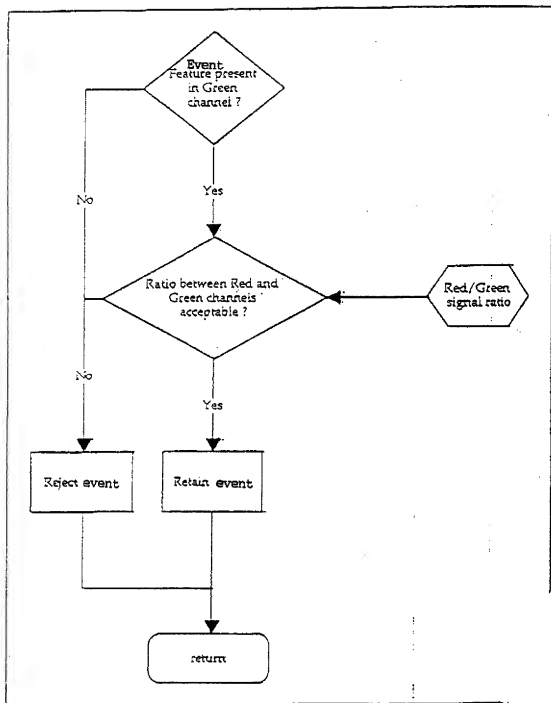 Event
Feature present
in Green
channel ?
No
Yes
Ratio between Red and
Green channels
acceptable ?
Red/Green
signal ratio
No
Yes
Reject event
Retain event
return